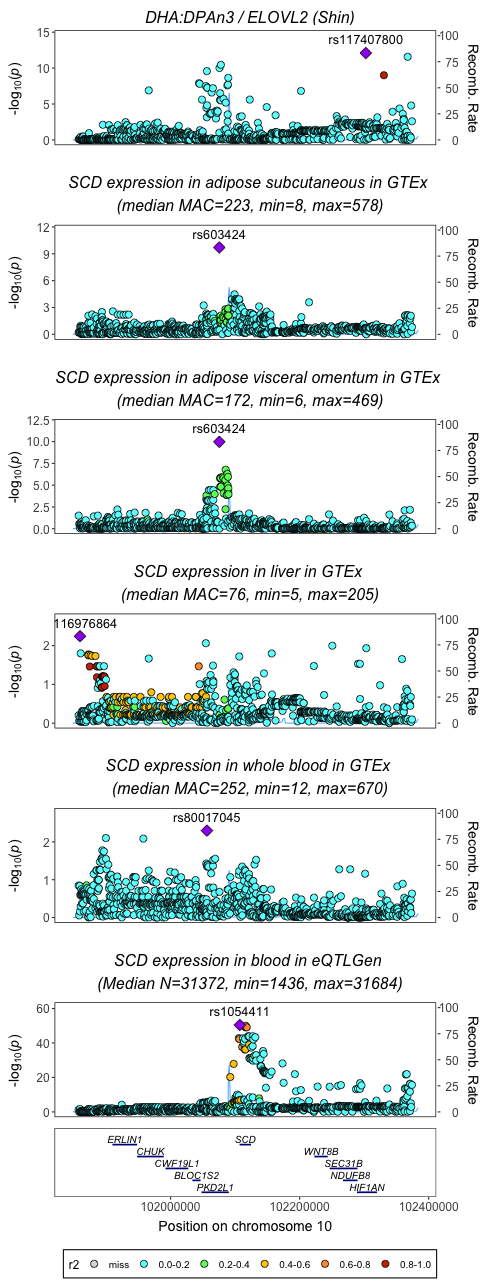 DHA:DPAn3 / ELOVL2 (Shin)
rs117407800
15
10
5
0
-log10(p)
100
75
50
25
0
Recomb. Rate
SCD expression in adipose subcutaneous in GTEx
(median MAC=223, min=8, max=578)
rs603424
12
9
6
3
0
-log10(p)
100
75
50
25
0
Recomb. Rate
SCD expression in adipose visceral omentum in GTEx
(median MAC=172, min=6, max=469)
rs603424
12.5
10.0
7.5
5.0
2.5
0.0
-log10(p)
100
75
50
25
0
Recomb. Rate
SCD expression in liver in GTEx
(median MAC=76, min=5, max=205)
116976864
2
1
0
-log10(p)
100
75
50
25
0
Recomb. Rate
SCD expression in whole blood in GTEx
(median MAC=252, min=12, max=670)
rs80017045
2
1
0
-log10(p)
100
75
50
25
0
Recomb. Rate
SCD expression in blood in eQTLGen
(Median N=31372, min=1436, max=31684)
rs1054411
60
40
20
0
-log10(p)
100
75
50
25
0
Recomb. Rate
ERLIN1 SCD WNT8B
CHUK SEC31B
CWF19L1 NDUFB8
BLOC1S2 HIF1AN
PKD2L1
102000000 102200000 102400000
Position on chromosome 10
r2 miss 0.0-0.2 0.2-0.4 0.4-0.6 0.6-0.8 0.8-1.0